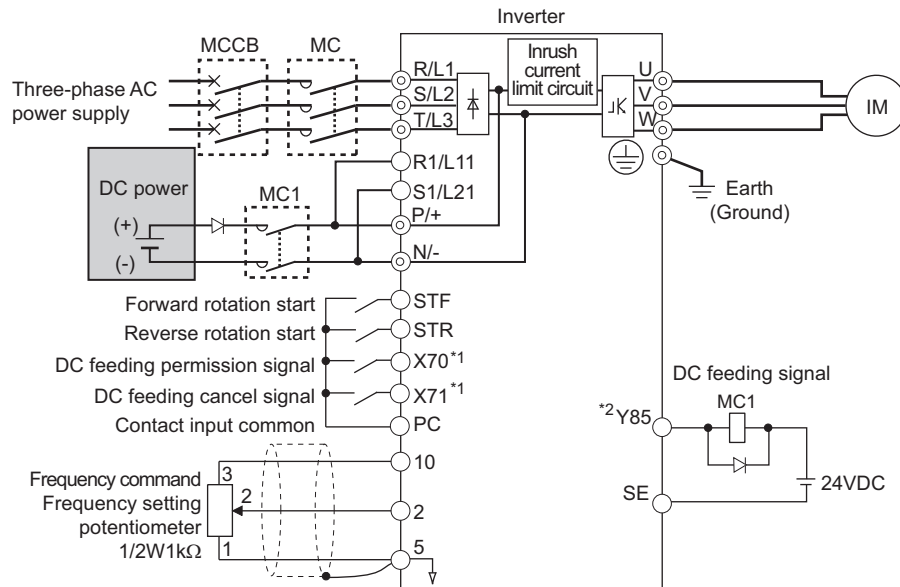 Inverter
MCCB
MC
Three-phase AC
power supply
R/L1
S/L2
T/L3
Inrush
current
limit circuit
U
V
W
IM
R1/L11
S1/L21
DC power
(+)
(-)
MC1
P/+
N/-
Earth
(Ground)
Forward rotation start
STF
Reverse rotation start
STR
DC feeding permission signal
X70*1
DC feeding cancel signal
X71*1
Contact input common
PC
DC feeding signal
MC1
*2Y85
SE
24VDC
Frequency command
Frequency setting
potentiometer
1/2W1kΩ
3
2
1
10
2
5